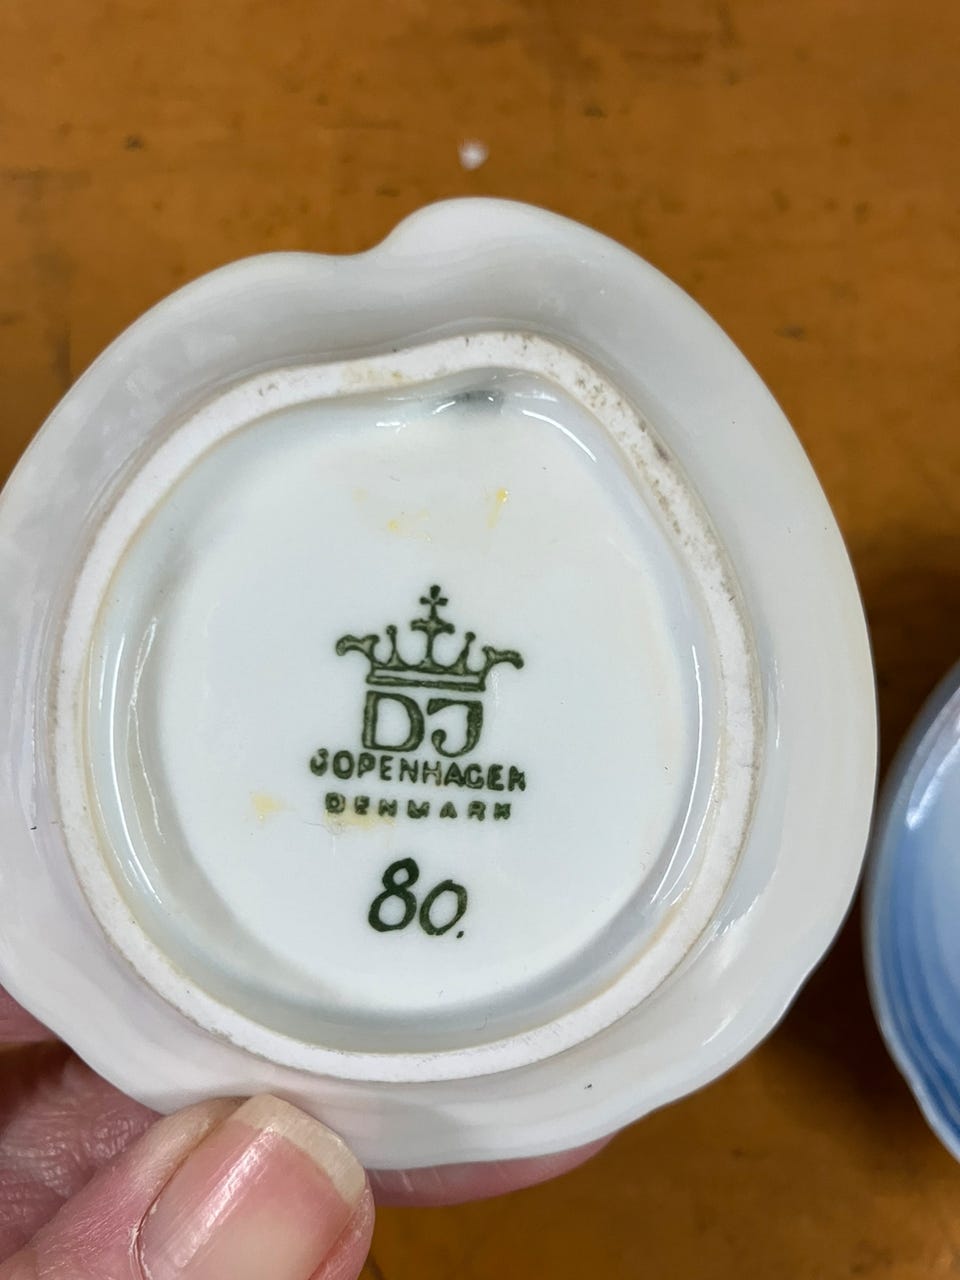 DJ
COPENHAGEN
DENMARK
80.